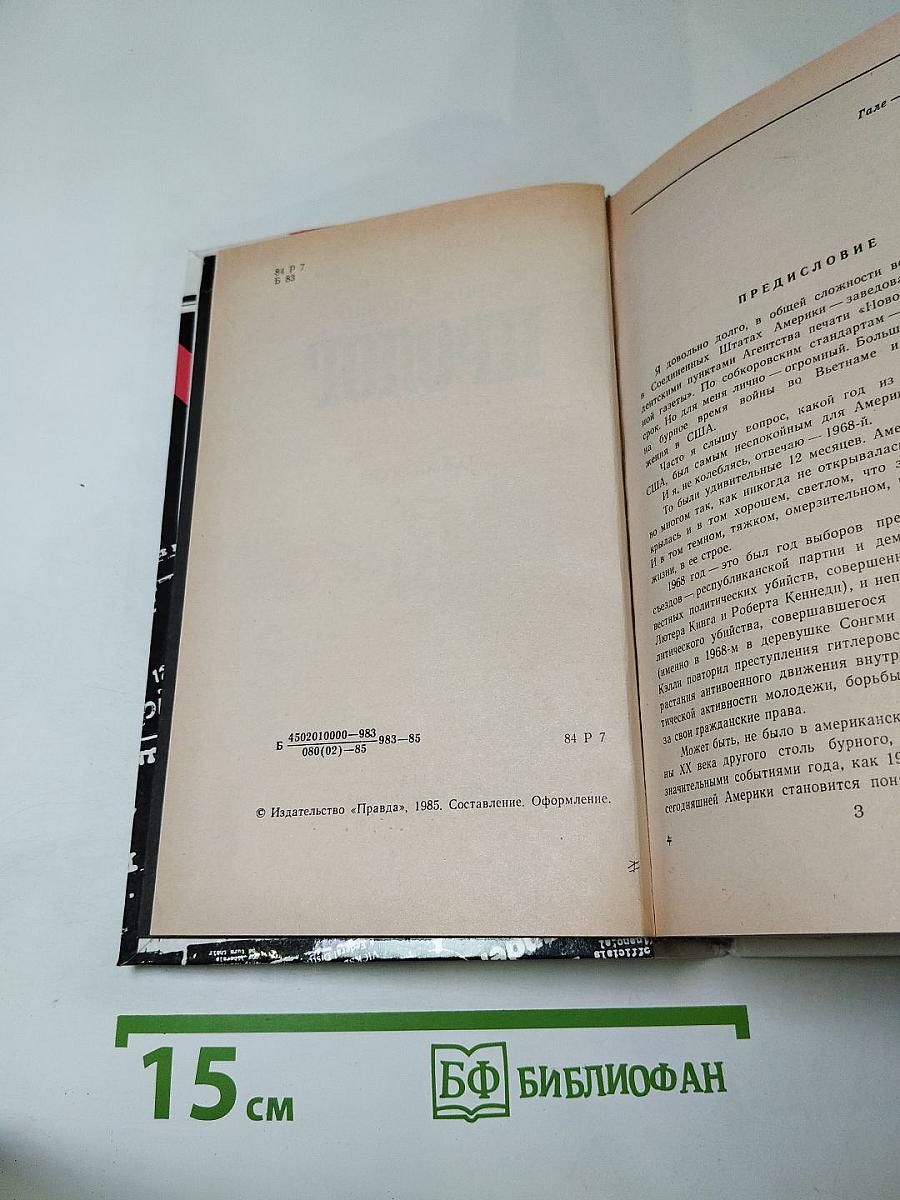 84 Р 7
Б 83
Б 4502010000—983
080(02)—85
983—85
84 Р 7
© Издательство «Правда», 1985. Составление. Оформление.
Гале —
ПРЕДИСЛОВИЕ
Я довольно долго, в общей сложности
в Соединенных Штатах Америки — заведова
дентскими пунктами Агентства печати «Ново
ной газеты». По собкоровским стандартам —
срок. Но для меня лично — огромный. Больш
на бурное время войны во Вьетнаме и
жения в США.
Часто я слышу вопрос, какой год из
США, был самым неспокойным для Амери
И я, не колеблясь, отвечаю — 1968-й.
То были удивительные 12 месяцев. Аме
во многом так, как никогда не открывалас
крылась и в том хорошем, светлом, что
И в том темном, тяжком, омерзительном,
жизни, в ее строе.
1968 год — это был год выборов пре
съездов — республиканской партии и дем
вестных политических убийств, совершенн
Лютера Кинга и Роберта Кеннеди), и неп
литического убийства, совершавшегося
(именно в 1968-м в деревушке Сонгми
Кэлли повторил преступления гитлеровс
растания антивоенного движения внутр
тической активности молодежи, борьбы
за свои гражданские права.
Может быть, не было в американск
ны XX века другого столь бурного,
значительными событиями года, как 19
сегодняшней Америки становится поня
3
15 см
БФ БИБЛИОФАН